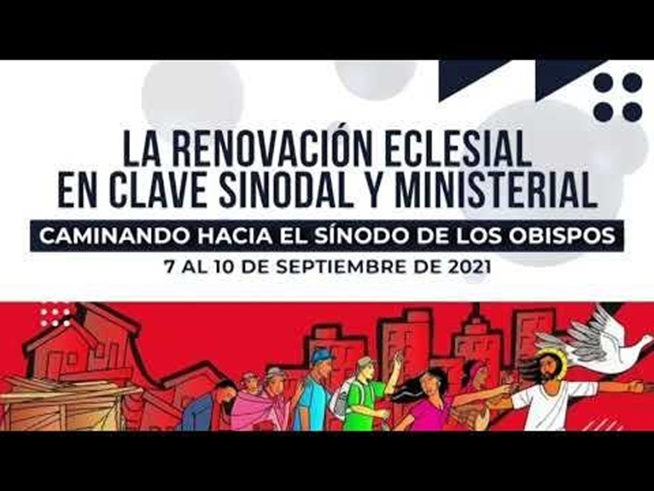 LA RENOVACIÓN ECLESIAL
EN CLAVE SINODAL Y MINISTERIAL
CAMINANDO HACIA EL SÍNODO DE LOS OBISPOS
7 AL 10 DE SEPTIEMBRE DE 2021